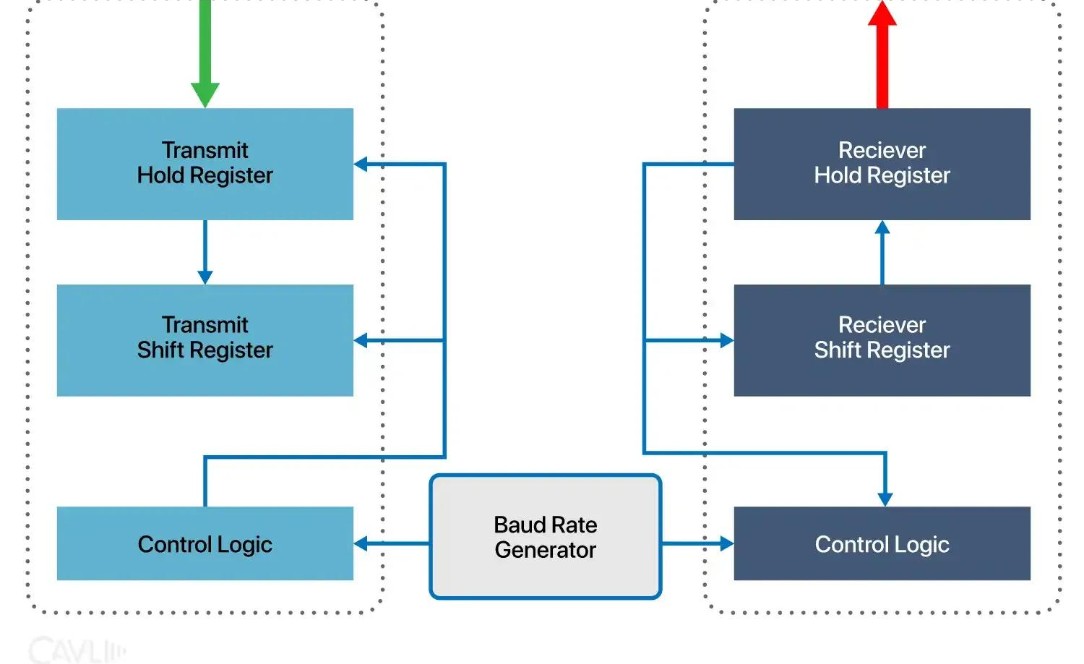 Transmit
Hold Register
Reciever
Hold Register
Transmit
Shift Register
Reciever
Shift Register
Baud Rate
Generator
Control Logic
Control Logic
CAVLI